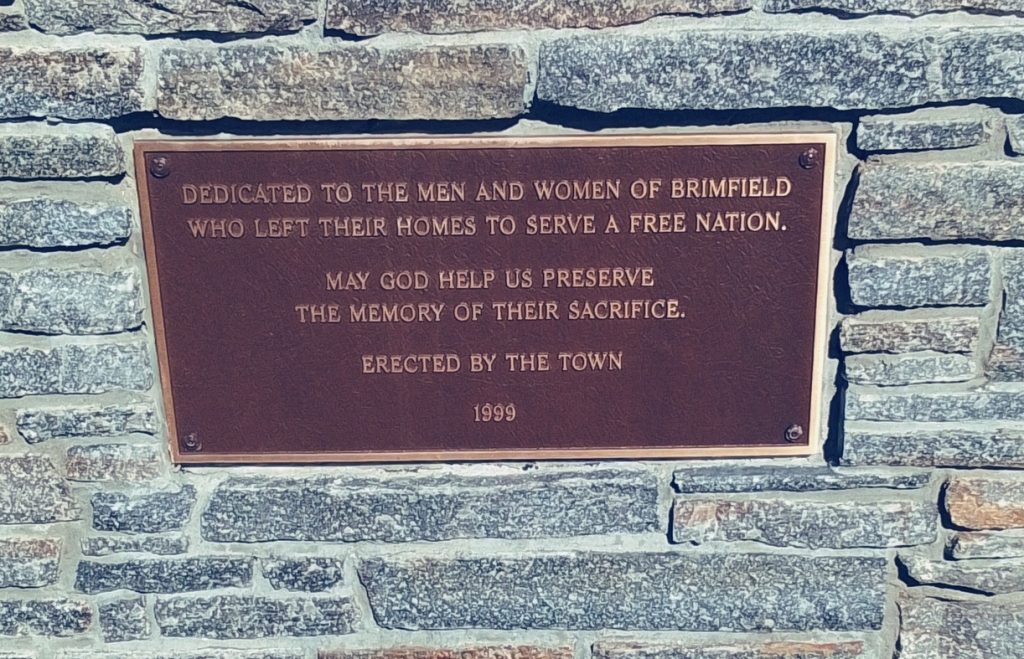 DEDICATED TO THE MEN AND WOMEN OF BRIMFIELD
WHO LEFT THEIR HOMES TO SERVE A FREE NATION.
MAY GOD HELP US PRESERVE
THE MEMORY OF THEIR SACRIFICE.
ERECTED BY THE TOWN
1999